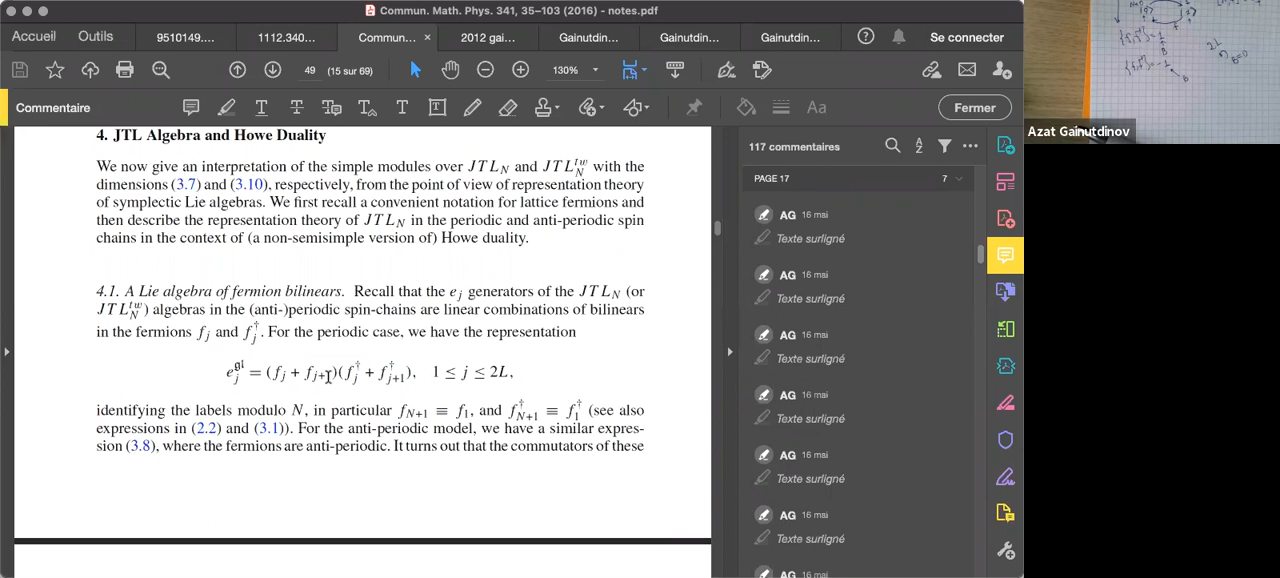 Commun. Math. Phys. 341, 35–103 (2016) - notes.pdf
Accueil Outils 9510149.... 1112.340... Commun... × 2012 gai... Gainutdin... Gainutdin... Gainutdin... Se connecter
49 (15 sur 69) 130%
Commentaire Fermer
4. JTL Algebra and Howe Duality
We now give an interpretation of the simple modules over JTL_N and JTL_N^{tw} with the
dimensions (3.7) and (3.10), respectively, from the point of view of representation theory
of symplectic Lie algebras. We first recall a convenient notation for lattice fermions and
then describe the representation theory of JTL_N in the periodic and anti-periodic spin
chains in the context of (a non-semisimple version of) Howe duality.
4.1. A Lie algebra of fermion bilinears. Recall that the e_j generators of the JTL_N (or
JTL_N^{tw}) algebras in the (anti-)periodic spin-chains are linear combinations of bilinears
in the fermions f_j and f_j^†. For the periodic case, we have the representation
e_j^{gl} = (f_j + f_{j+1})(f_j^† + f_{j+1}^†), 1 ≤ j ≤ 2L,
identifying the labels modulo N, in particular f_{N+1} ≡ f_1, and f_{N+1}^† ≡ f_1^† (see also
expressions in (2.2) and (3.1)). For the anti-periodic model, we have a similar expres-
sion (3.8), where the fermions are anti-periodic. It turns out that the commutators of these
117 commentaires
PAGE 17 7
AG 16 mai
Texte surligné
AG 16 mai
Texte surligné
AG 16 mai
Texte surligné
AG 16 mai
Texte surligné
AG 16 mai
Texte surligné
AG 16 mai
Texte surligné
AG 16 mai
Azat Gainutdinov